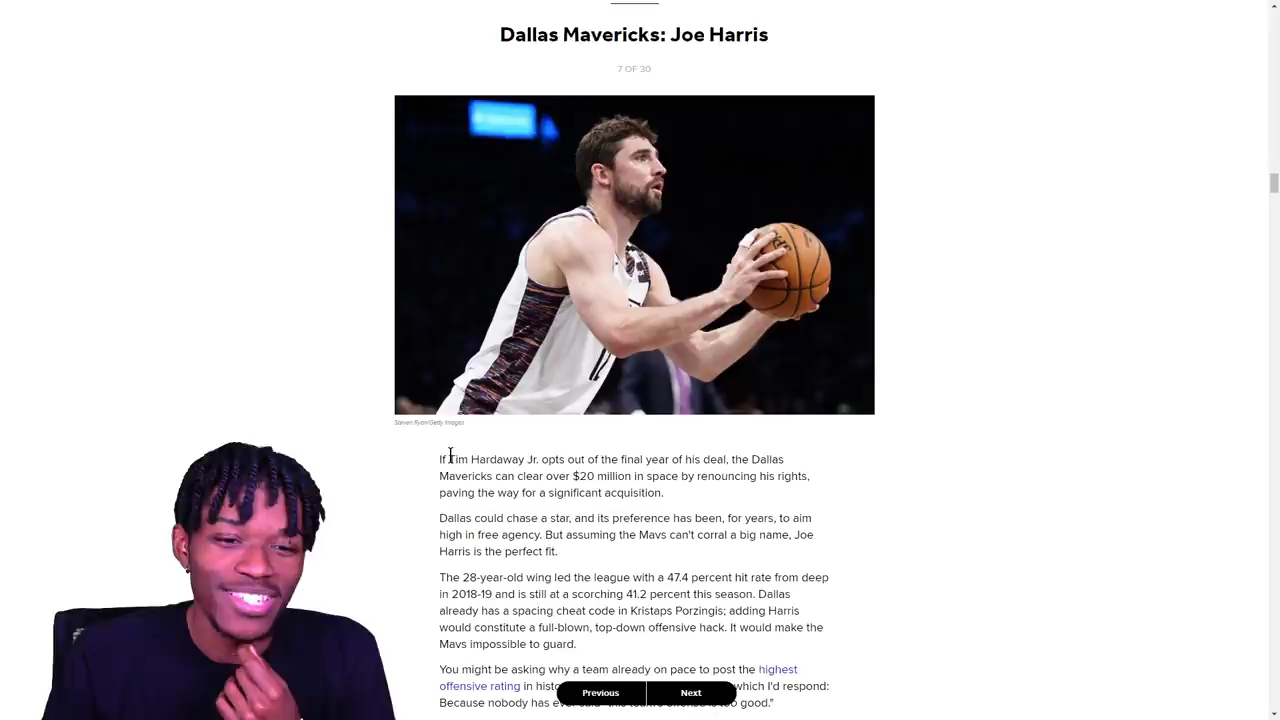 Dallas Mavericks: Joe Harris
7 OF 30
Steven Ryan/Getty Images
If Tim Hardaway Jr. opts out of the final year of his deal, the Dallas
Mavericks can clear over $20 million in space by renouncing his rights,
paving the way for a significant acquisition.
Dallas could chase a star, and its preference has been, for years, to aim
high in free agency. But assuming the Mavs can't corral a big name, Joe
Harris is the perfect fit.
The 28-year-old wing led the league with a 47.4 percent hit rate from deep
in 2018-19 and is still at a scorching 41.2 percent this season. Dallas
already has a spacing cheat code in Kristaps Porzingis; adding Harris
would constitute a full-blown, top-down offensive hack. It would make the
Mavs impossible to guard.
You might be asking why a team already on pace to post the highest
offensive rating in which I'd respond:
Previous Next
Because nobody has good."